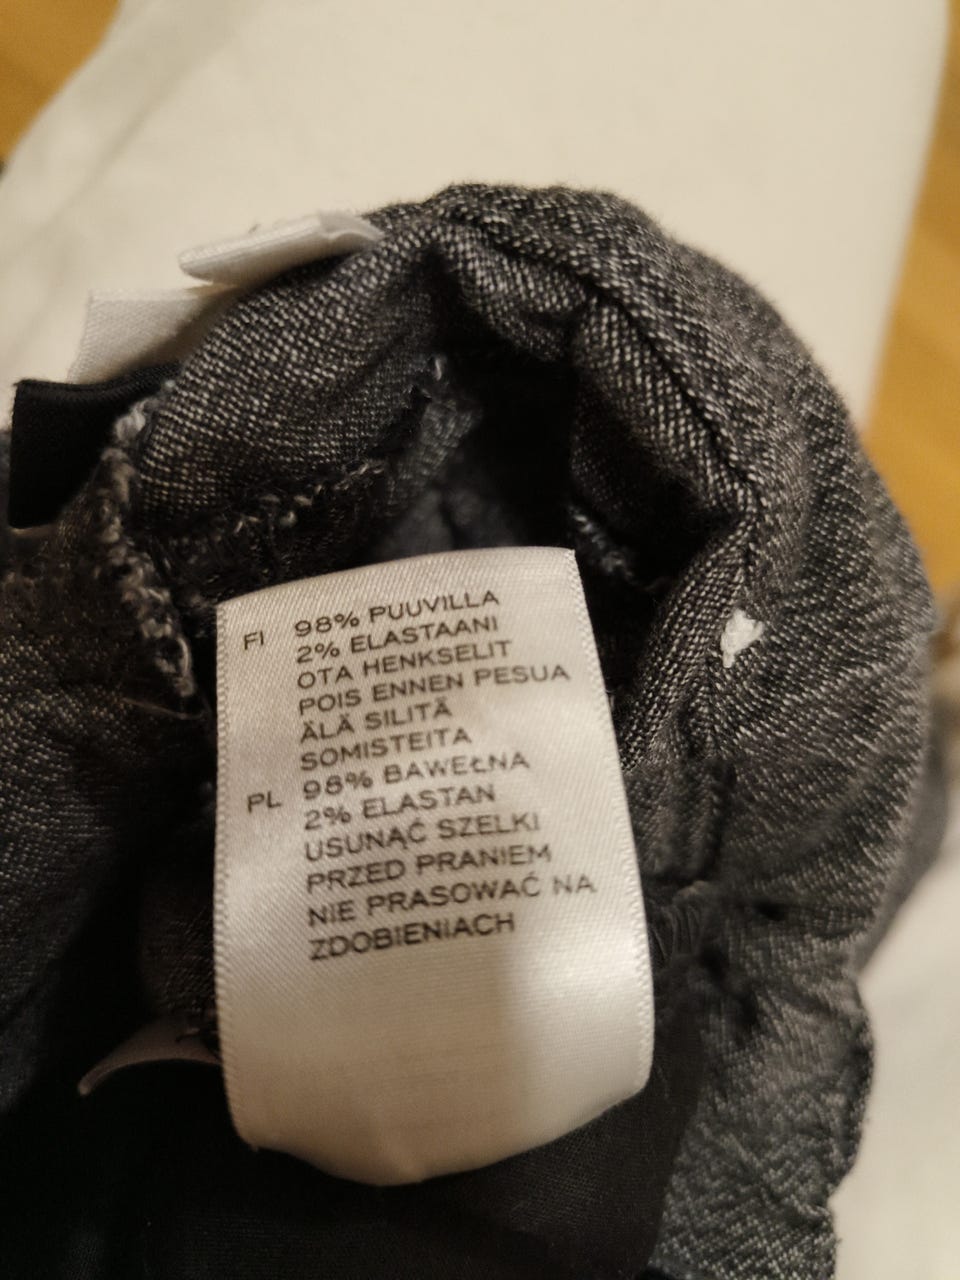 FI 98% PUUVILLA
2% ELASTAANI
OTA HENKSELIT
POIS ENNEN PESUA
ÄLÄ SILITÄ
SOMISTEITA
PL 98% BAWEŁNA
2% ELASTAN
USUNĄĆ SZELKI
PRZED PRANIEM
NIE PRASOWAĆ NA
ZDOBIENIACH